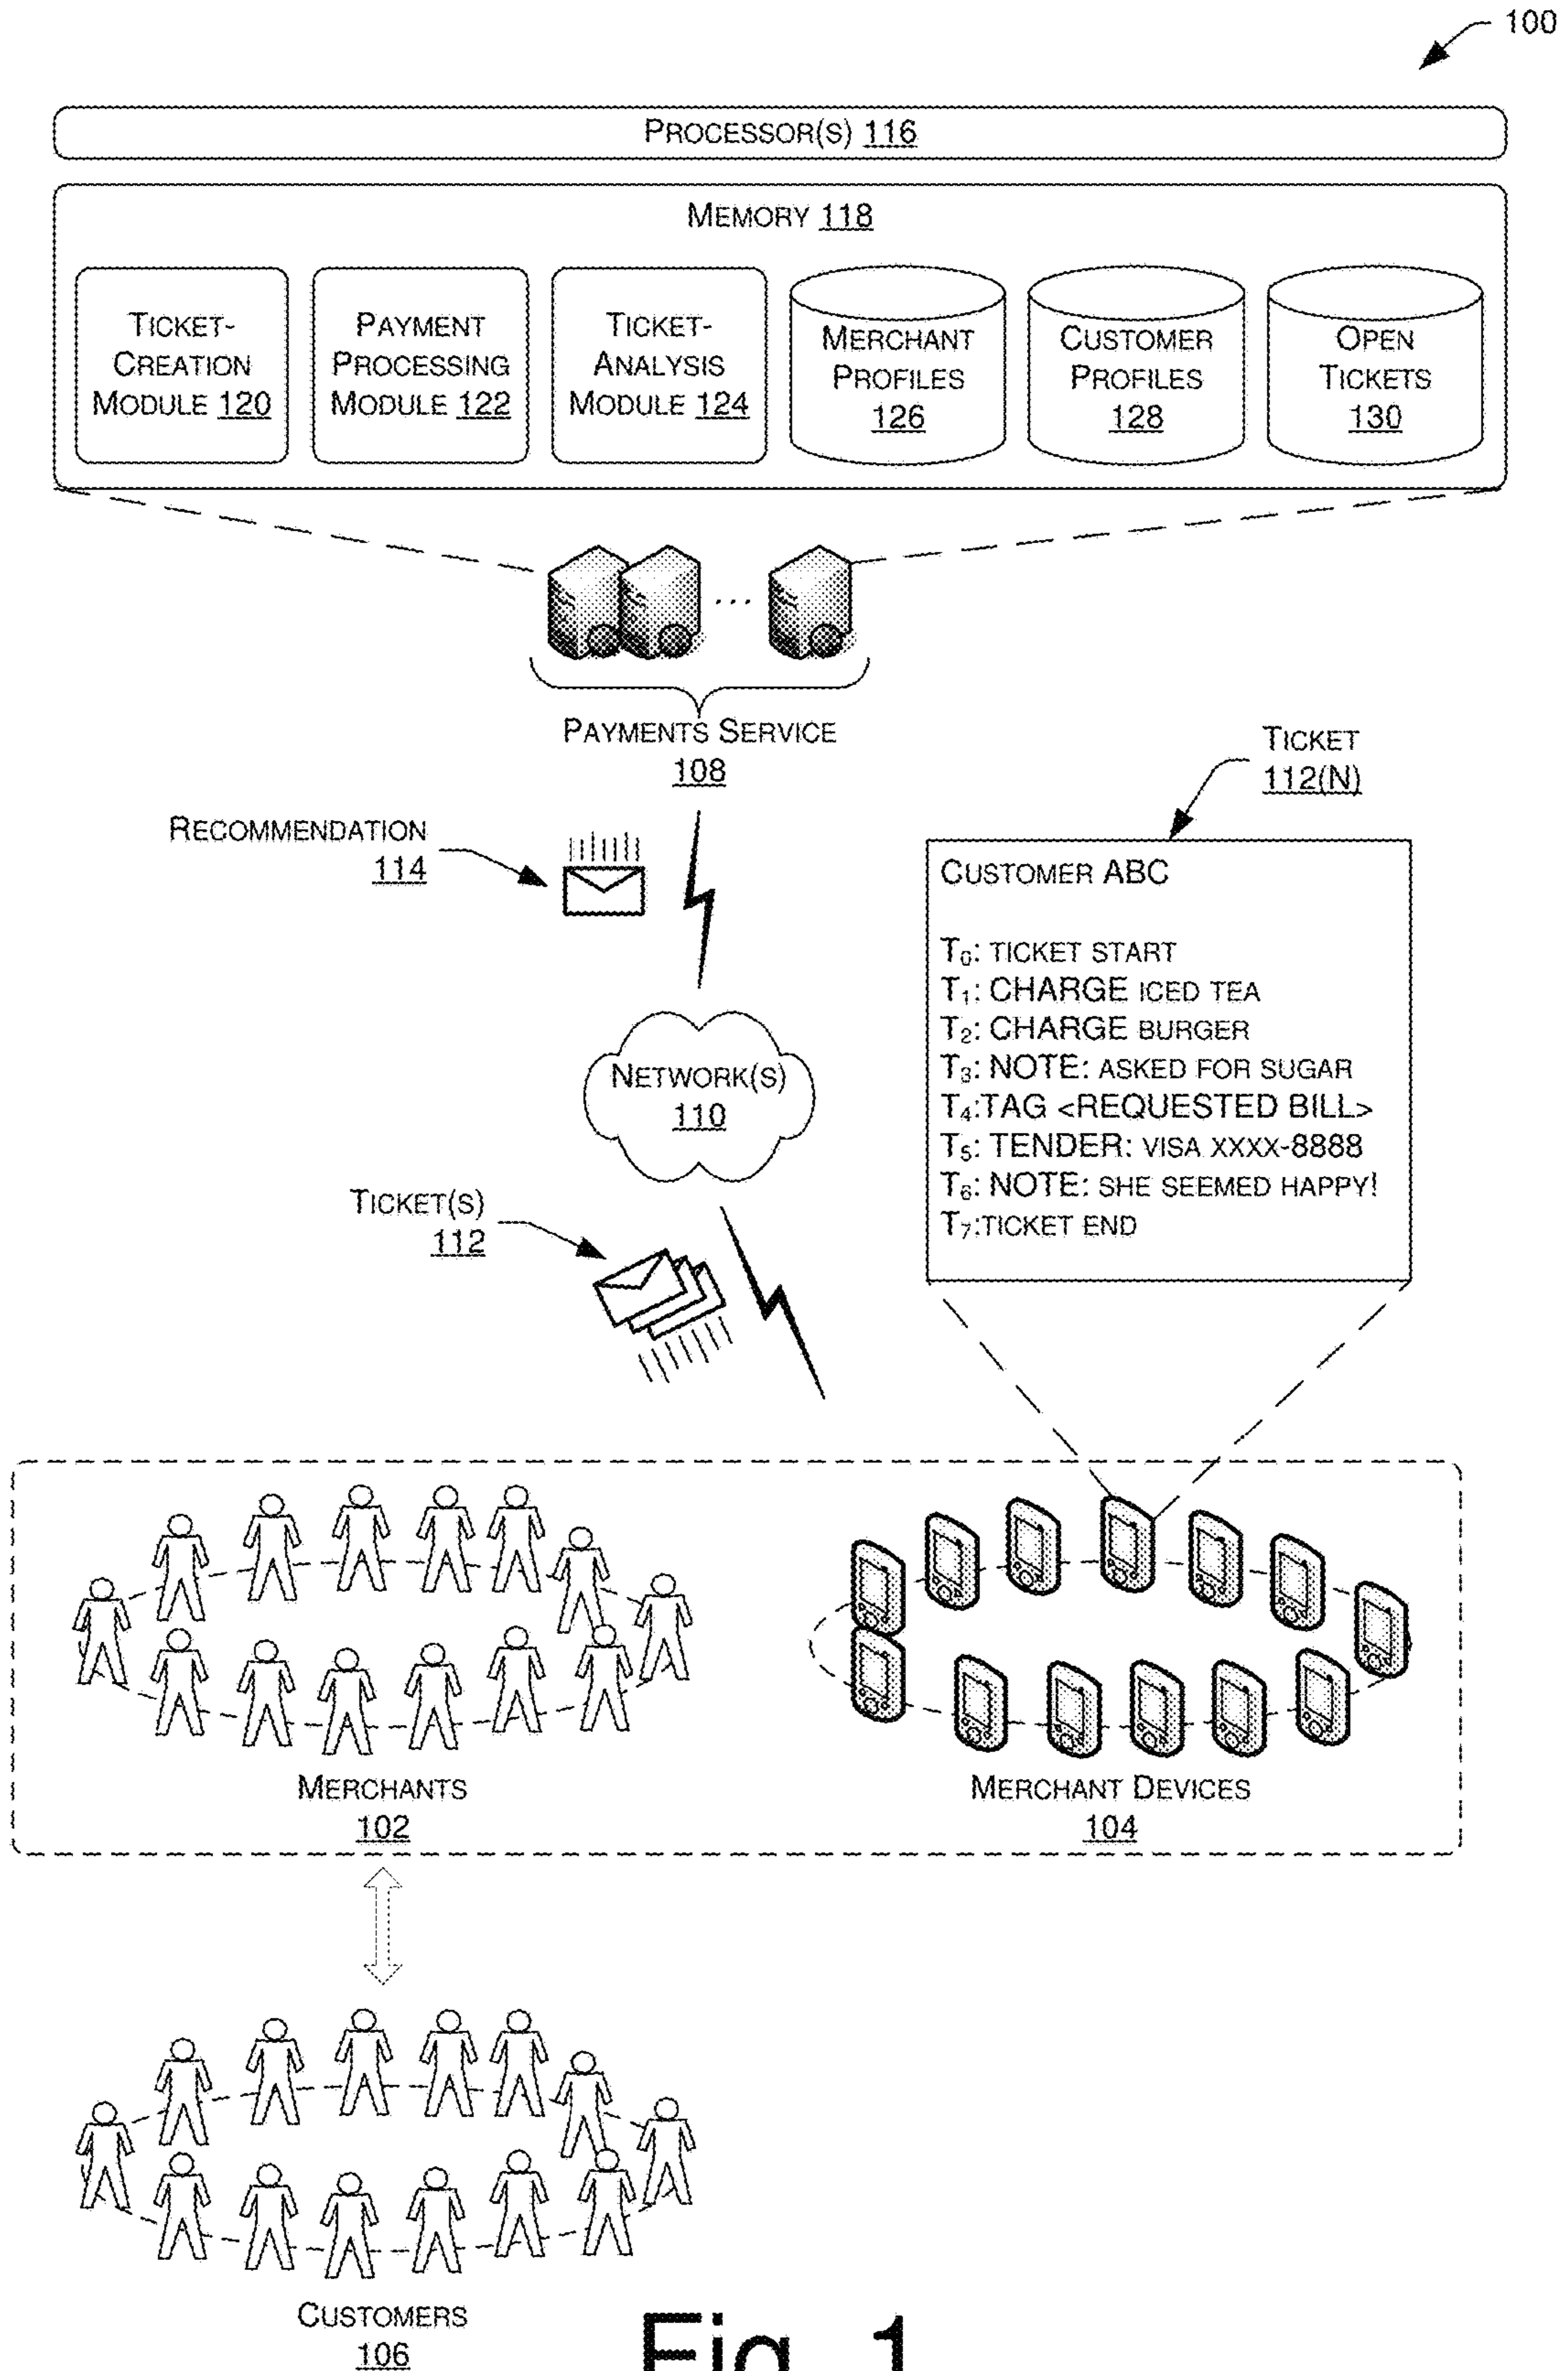 100
PROCESSOR(S) 116
MEMORY 118
TICKET-
CREATION
MODULE 120
PAYMENT
PROCESSING
MODULE 122
TICKET-
ANALYSIS
MODULE 124
MERCHANT
PROFILES
126
CUSTOMER
PROFILES
128
OPEN
TICKETS
130
...
PAYMENTS SERVICE
108
TICKET
112(N)
RECOMMENDATION
114
CUSTOMER ABC
T0: TICKET START
T1: CHARGE ICED TEA
T2: CHARGE BURGER
T3: NOTE: ASKED FOR SUGAR
T4:TAG <REQUESTED BILL>
T5: TENDER: VISA XXXX-8888
T6: NOTE: SHE SEEMED HAPPY!
T7:TICKET END
NETWORK(S)
110
TICKET(S)
112
MERCHANTS
102
MERCHANT DEVICES
104
CUSTOMERS
106
Fig. 1